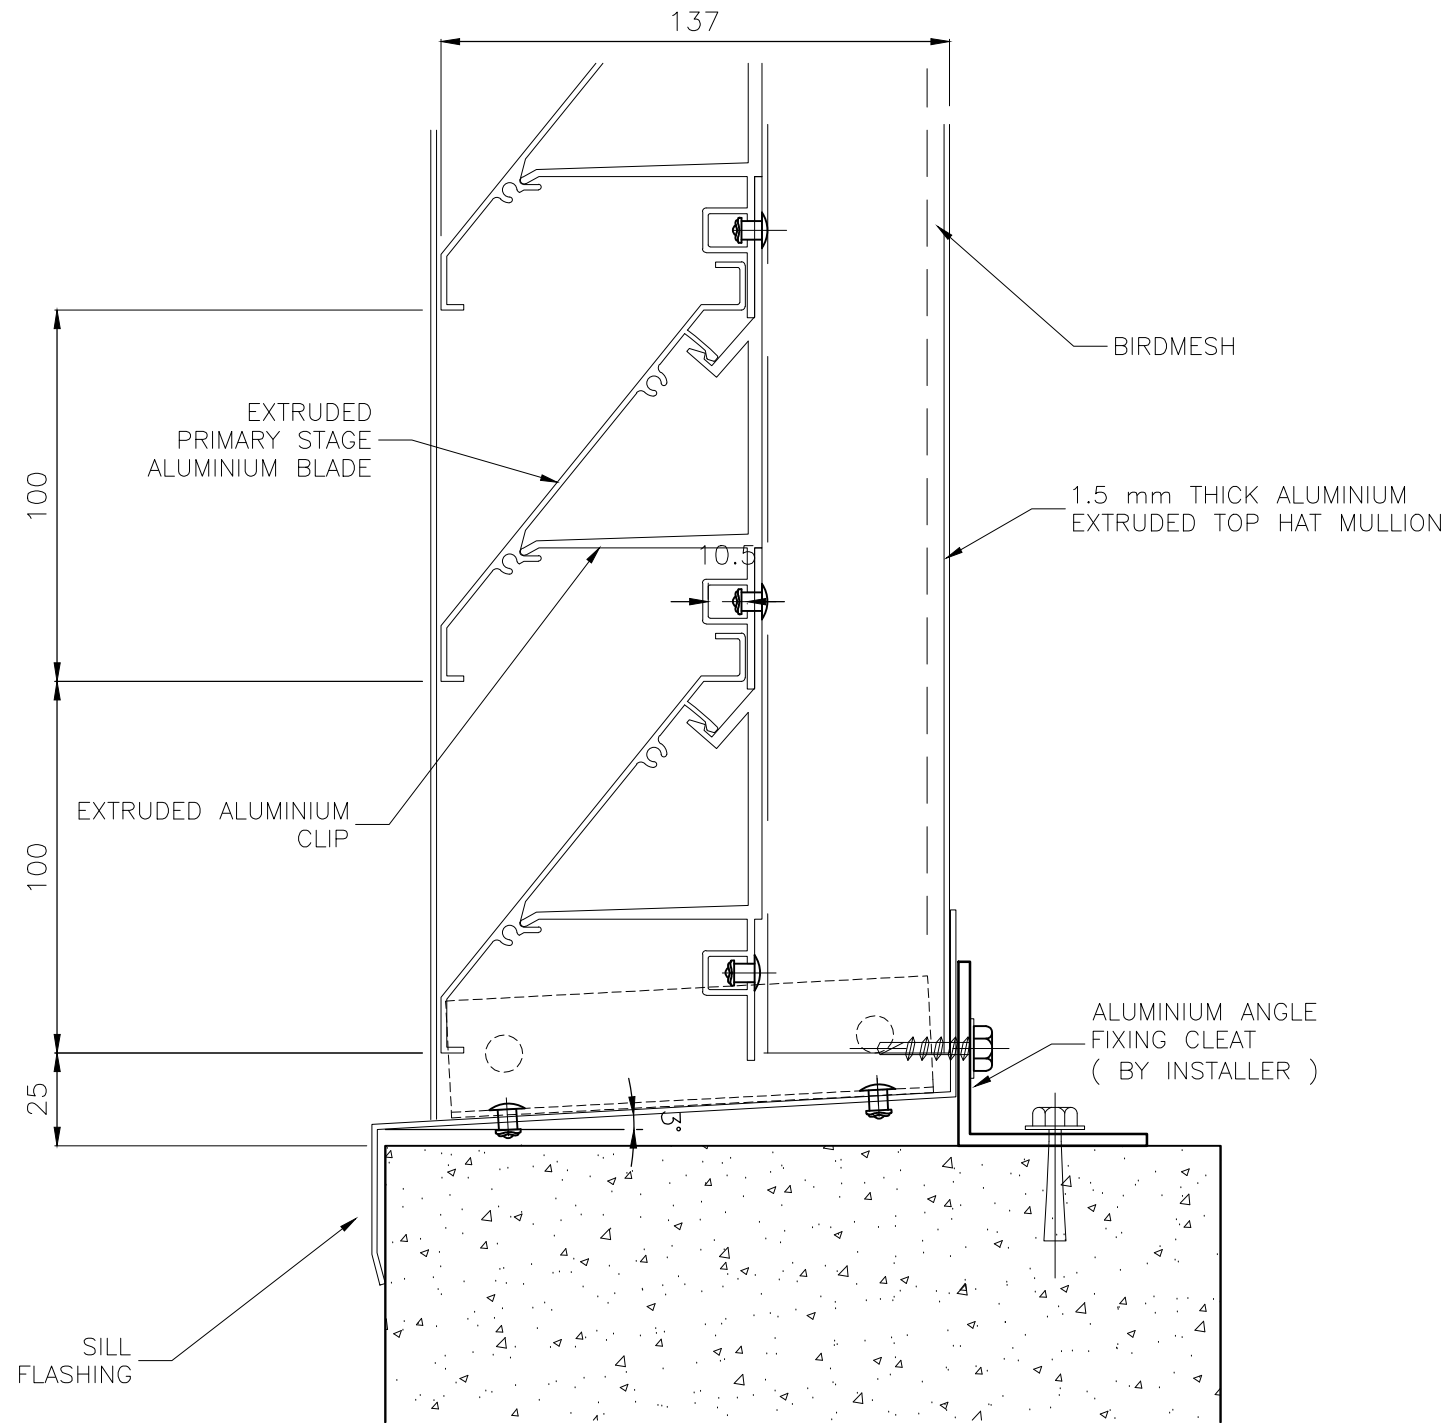 137
BIRDMESH
EXTRUDED
PRIMARY STAGE
ALUMINIUM BLADE
100
1.5 mm THICK ALUMINIUM
EXTRUDED TOP HAT MULLION
10.5
EXTRUDED ALUMINIUM
CLIP
100
ALUMINIUM ANGLE
FIXING CLEAT
( BY INSTALLER )
25
3°
SILL
FLASHING